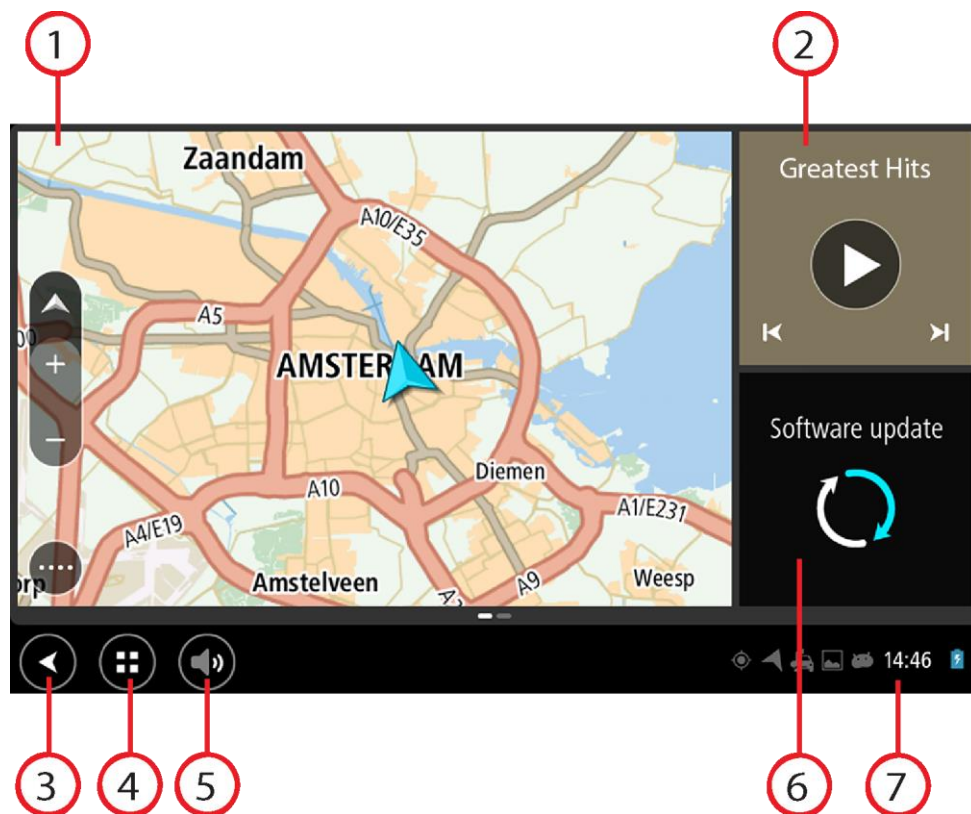 1
2
Zaandam
Greatest Hits
A10/E35
A5
00
AMSTERDAM
Software update
Diemen
A10
A1/E231
A4/E19
Amstelveen
A9
Weesp
14:46
3
4
5
6
7